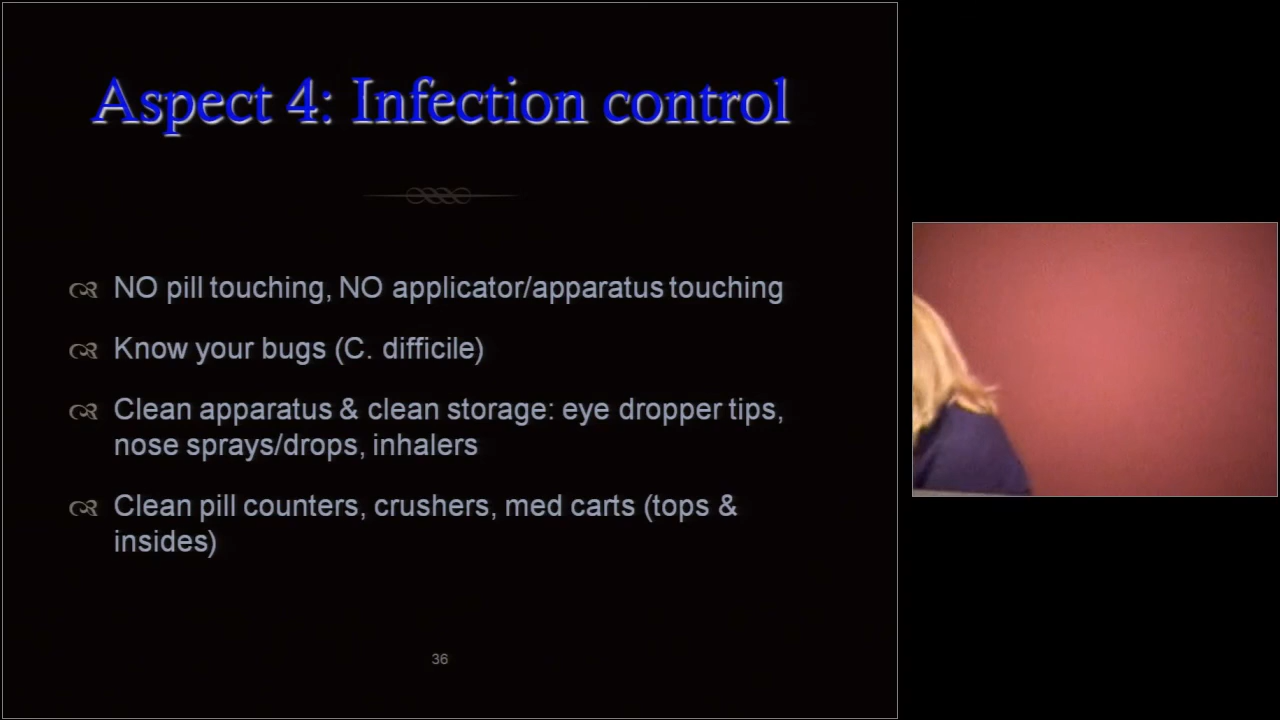 Aspect 4: Infection control
NO pill touching, NO applicator/apparatus touching
Know your bugs (C. difficile)
Clean apparatus & clean storage: eye dropper tips,
nose sprays/drops, inhalers
Clean pill counters, crushers, med carts (tops &
insides)
36